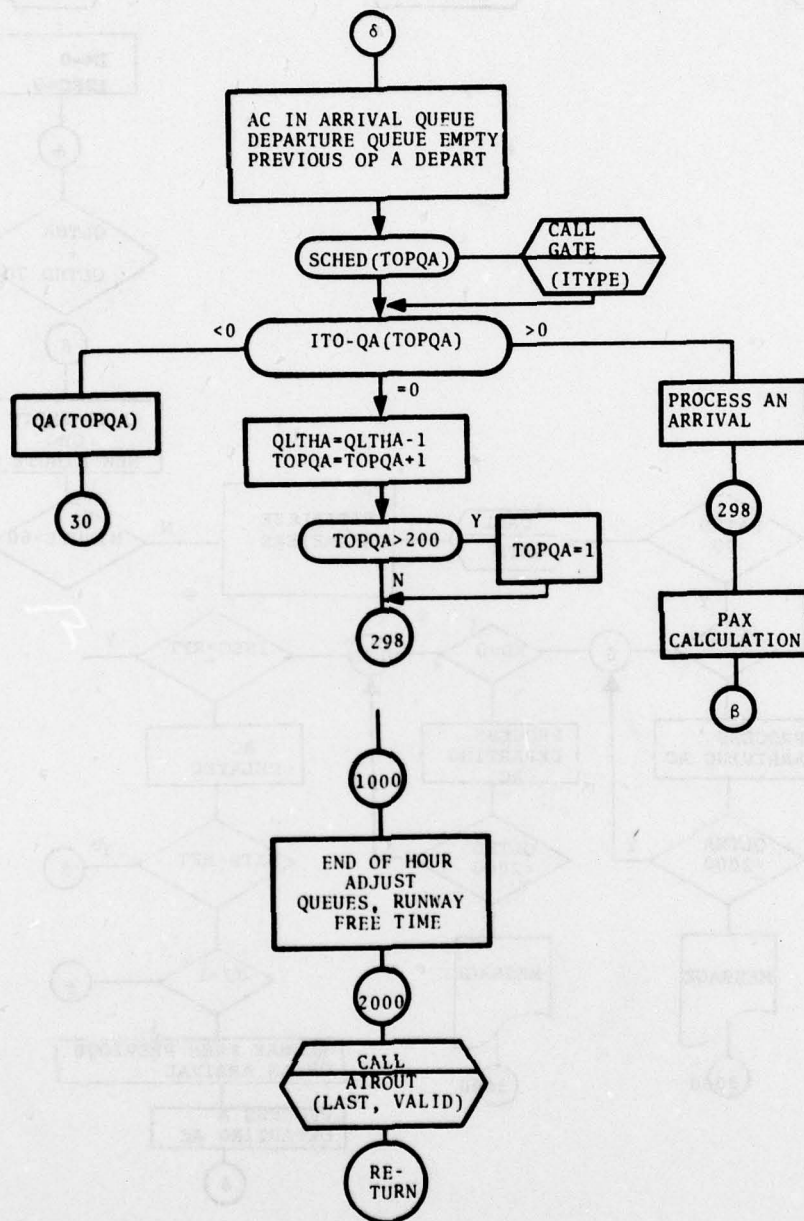 δ
AC IN ARRIVAL QUEUE
DEPARTURE QUEUE EMPTY
PREVIOUS OP A DEPART
SCHED(TOPQA)
CALL
GATE
(ITYPE)
<0
ITO-QA(TOPQA)
>0
=0
QA(TOPQA)
30
QLTHA=QLTHA-1
TOPQA=TOPQA+1
PROCESS AN
ARRIVAL
298
TOPQA>200
Y
TOPQA=1
N
298
PAX
CALCULATION
β
1000
END OF HOUR
ADJUST
QUEUES, RUNWAY
FREE TIME
2000
CALL
AIROUT
(LAST, VALID)
RE-
TURN